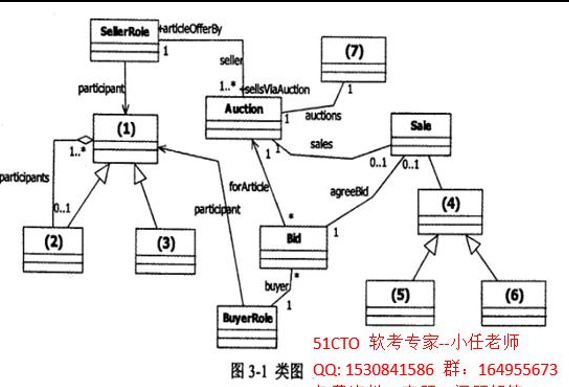 SellerRole
+articleOfferBy
1
seller
1..*
+sellsViaAuction
(7)
1
participant
Auction
1
auctions
Sale
(1)
1
sales
0..1
0..1
1..*
participants
forArticle
agreeBid
(4)
participant
0..1
*
1
(2)
(3)
Bid
*
buyer
1
(5)
(6)
BuyerRole
图 3-1 类图
51CTO 软考专家--小任老师
QQ: 1530841586 群：164955673